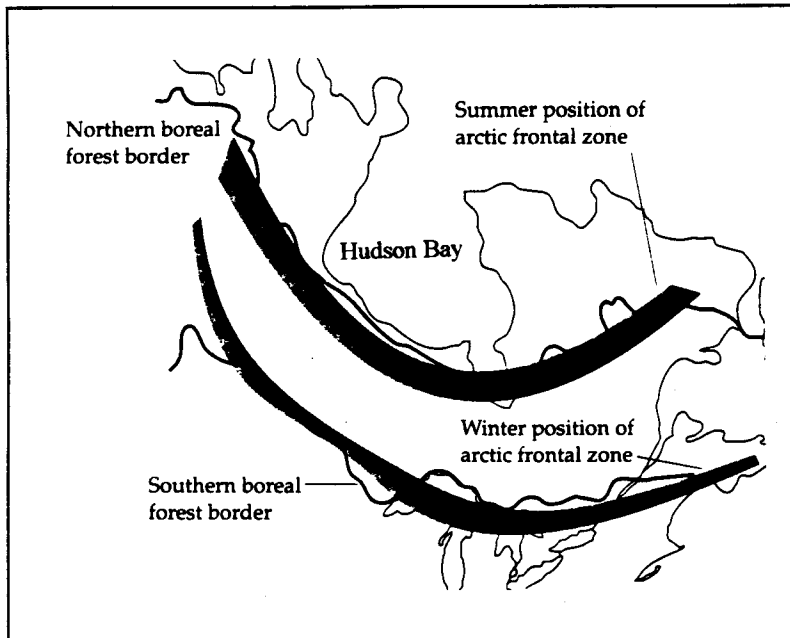 Northern boreal
forest border
Summer position of
arctic frontal zone
Hudson Bay
Winter position of
arctic frontal zone
Southern boreal
forest border